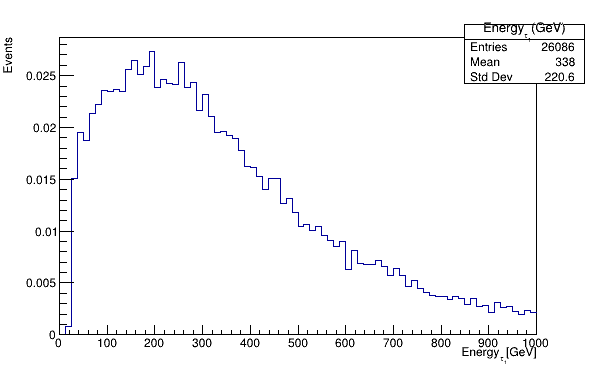 Energy_τ₁ (GeV)
Entries 26086
Mean 338
Std Dev 220.6
Events
0.025
0.02
0.015
0.01
0.005
0
0 100 200 300 400 500 600 700 800 900 1000
Energy_τ₁ [GeV]